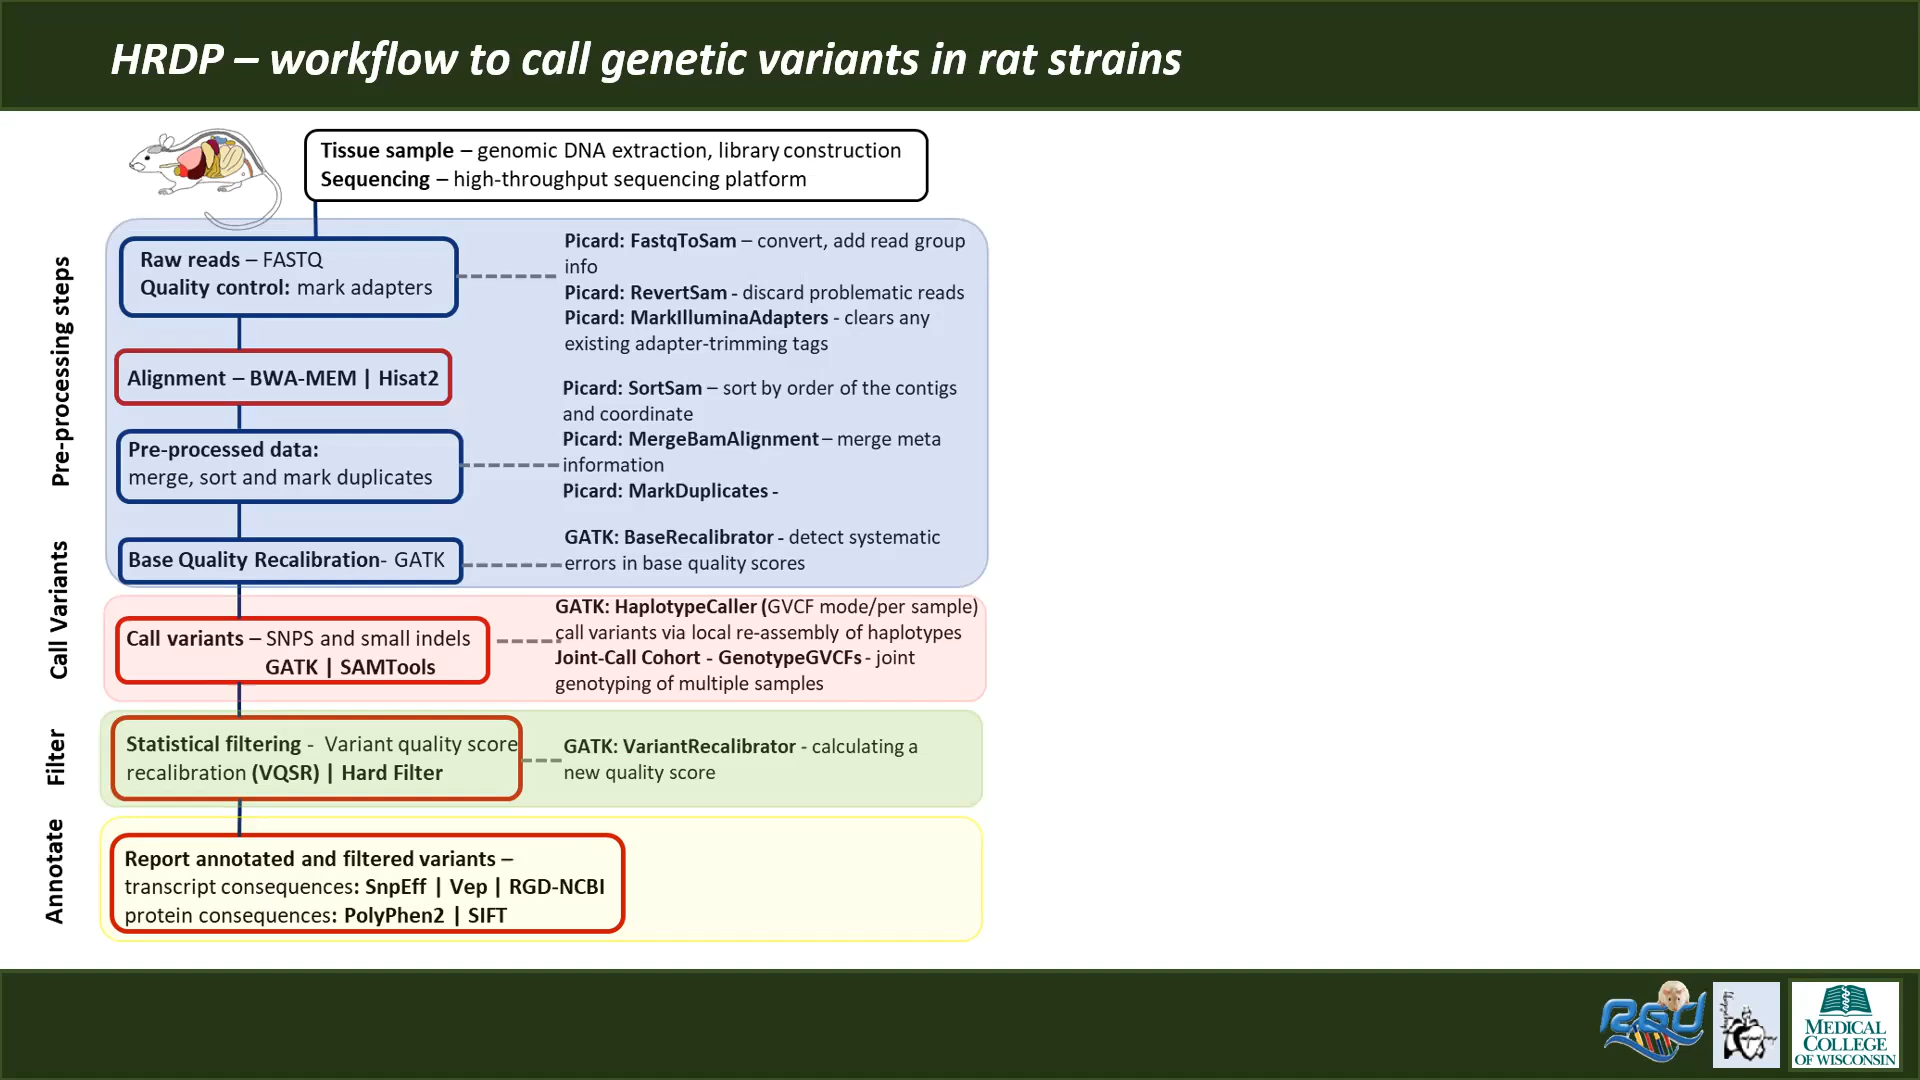 HRDP – workflow to call genetic variants in rat strains
Tissue sample – genomic DNA extraction, library construction
Sequencing – high-throughput sequencing platform
Pre-processing steps
Raw reads – FASTQ
Quality control: mark adapters
Picard: FastqToSam – convert, add read group
info
Picard: RevertSam - discard problematic reads
Picard: MarkIlluminaAdapters - clears any
existing adapter-trimming tags
Alignment – BWA-MEM | Hisat2
Pre-processed data:
merge, sort and mark duplicates
Picard: SortSam – sort by order of the contigs
and coordinate
Picard: MergeBamAlignment – merge meta
information
Picard: MarkDuplicates -
Base Quality Recalibration- GATK
GATK: BaseRecalibrator - detect systematic
errors in base quality scores
Call Variants
Call variants – SNPS and small indels
GATK | SAMTools
GATK: HaplotypeCaller (GVCF mode/per sample)
call variants via local re-assembly of haplotypes
Joint-Call Cohort - GenotypeGVCFs - joint
genotyping of multiple samples
Filter
Statistical filtering - Variant quality score
recalibration (VQSR) | Hard Filter
GATK: VariantRecalibrator - calculating a
new quality score
Annotate
Report annotated and filtered variants –
transcript consequences: SnpEff | Vep | RGD-NCBI
protein consequences: PolyPhen2 | SIFT
RGD
MEDICAL
COLLEGE
OF WISCONSIN